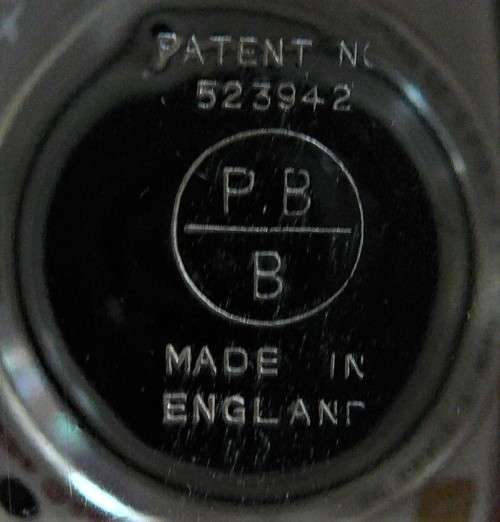 PATENT NO
523942
P.B
B
MADE IN
ENGLAND